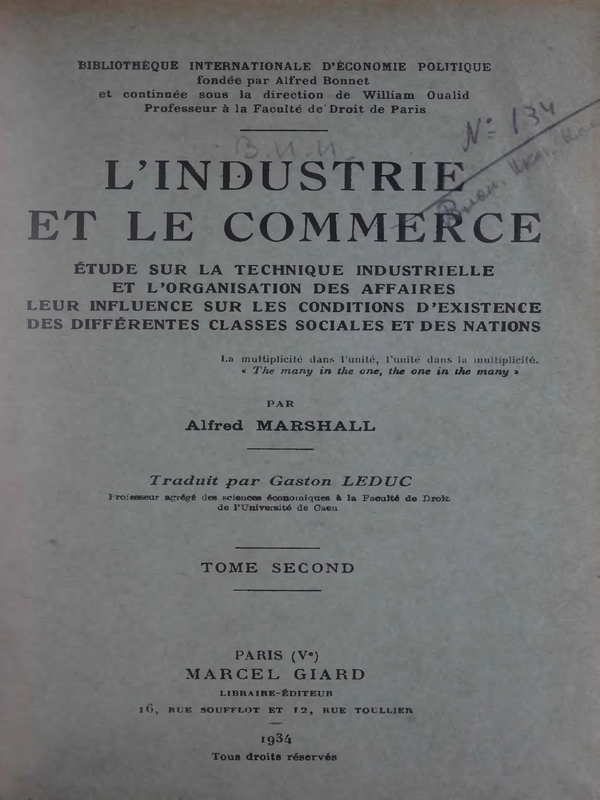 BIBLIOTHÈQUE INTERNATIONALE D'ÉCONOMIE POLITIQUE
fondée par Alfred Bonnet
et continuée sous la direction de William Oualid
Professeur à la Faculté de Droit de Paris
N: 134
В.И.И.
L'INDUSTRIE
ET LE COMMERCE
ÉTUDE SUR LA TECHNIQUE INDUSTRIELLE
ET L'ORGANISATION DES AFFAIRES
LEUR INFLUENCE SUR LES CONDITIONS D'EXISTENCE
DES DIFFÉRENTES CLASSES SOCIALES ET DES NATIONS
La multiplicité dans l'unité, l'unité dans la multiplicité.
« The many in the one, the one in the many »
PAR
Alfred MARSHALL
Traduit par Gaston LEDUC
Professeur agrégé des sciences économiques à la Faculté de Droit
de l'Université de Caen
TOME SECOND
PARIS (Ve)
MARCEL GIARD
LIBRAIRE-ÉDITEUR
16, RUE SOUFFLOT ET 12, RUE TOULLIER
1934
Tous droits réservés